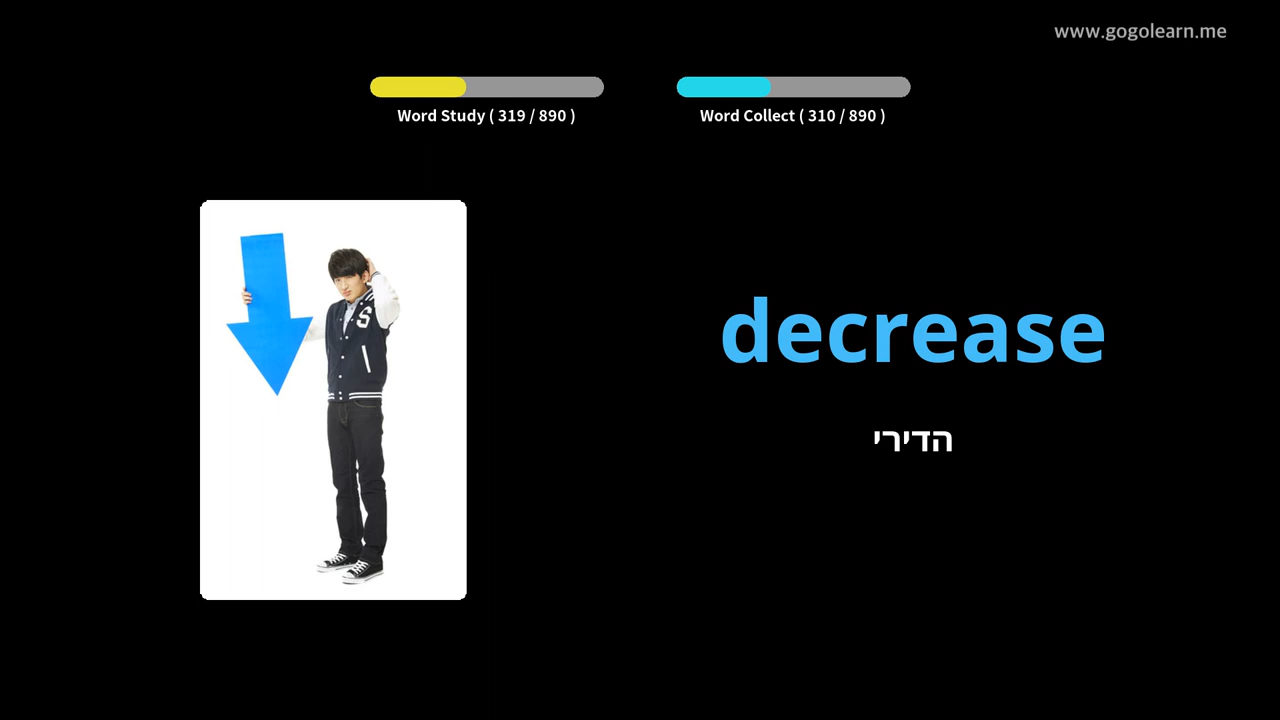 www.gogolearn.me
Word Study ( 319 / 890 )
Word Collect ( 310 / 890 )
S
decrease
הדירי